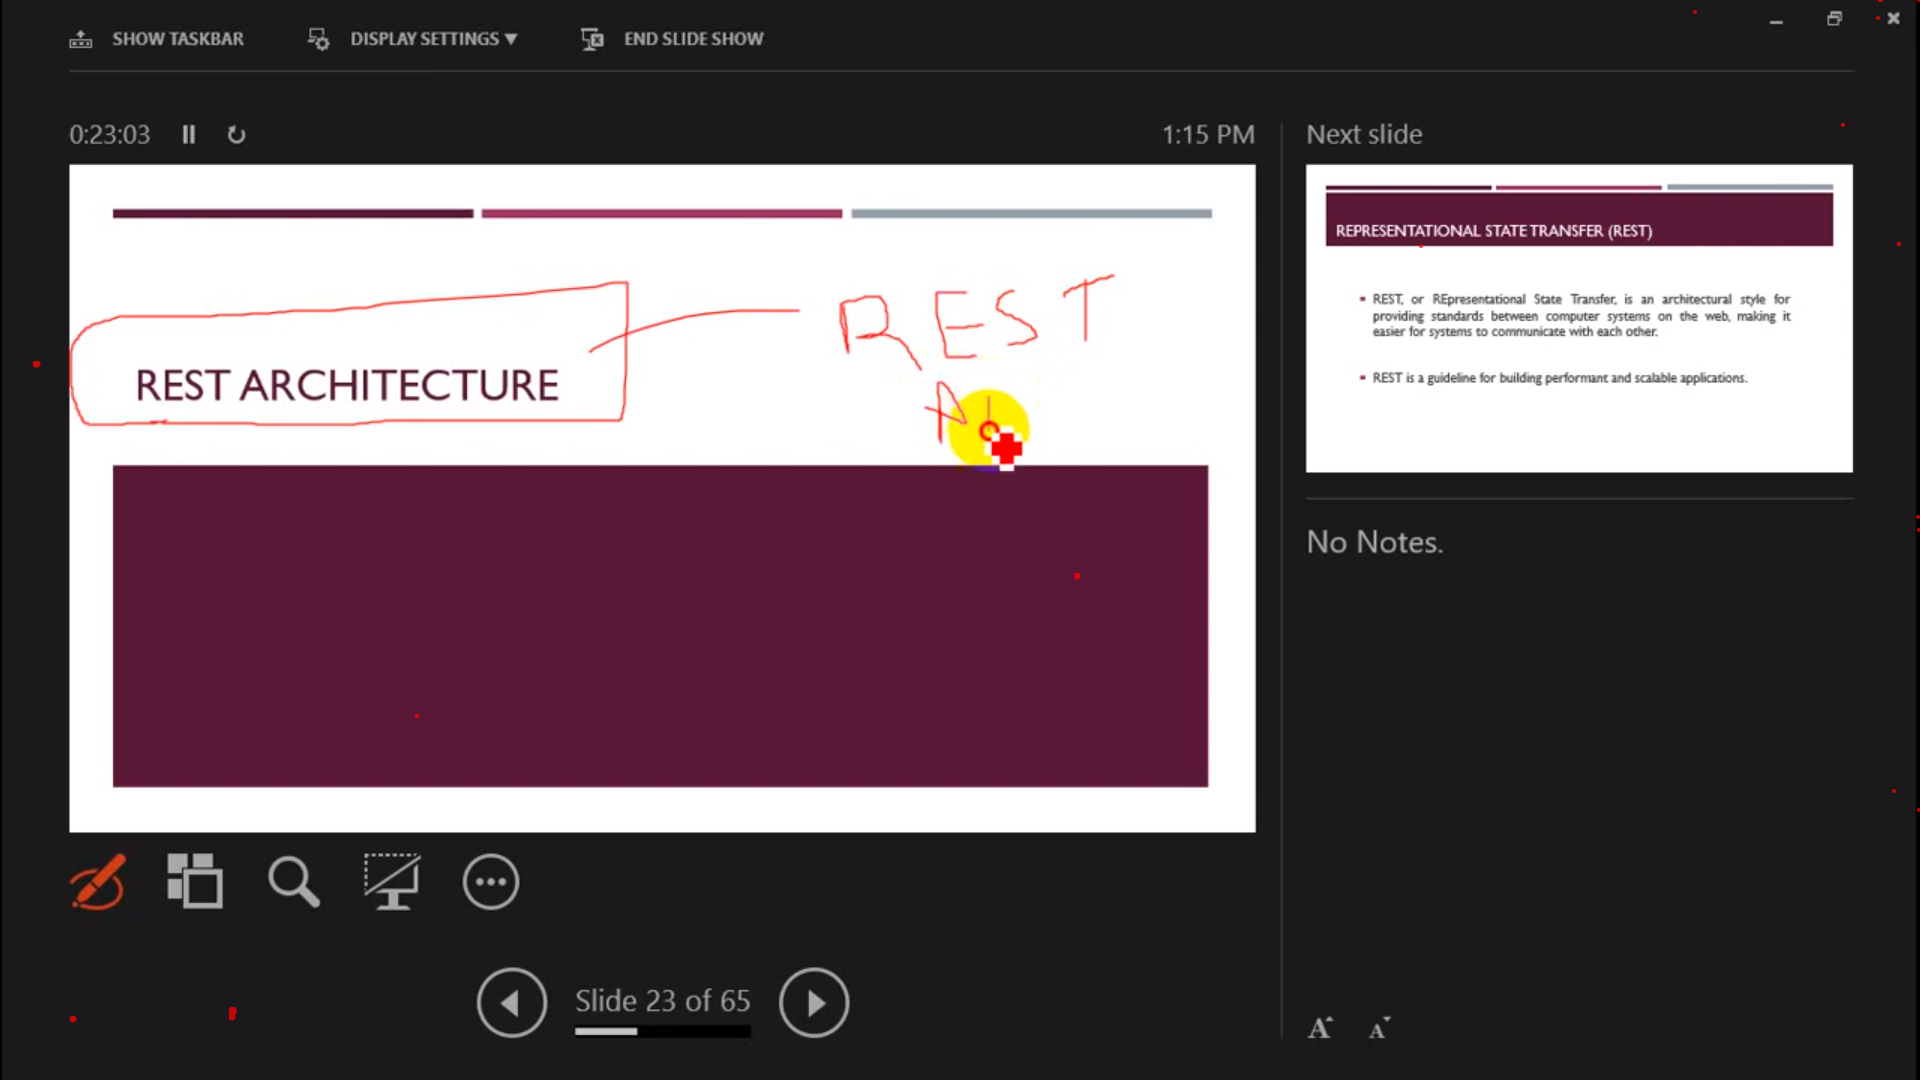 SHOW TASKBAR
DISPLAY SETTINGS ▼
END SLIDE SHOW
0:23:03
1:15 PM
Next slide
REST ARCHITECTURE
REST
REPRESENTATIONAL STATE TRANSFER (REST)
▪ REST, or REpresentational State Transfer, is an architectural style for
providing standards between computer systems on the web, making it
easier for systems to communicate with each other.
▪ REST is a guideline for building performant and scalable applications.
No Notes.
Slide 23 of 65
A A